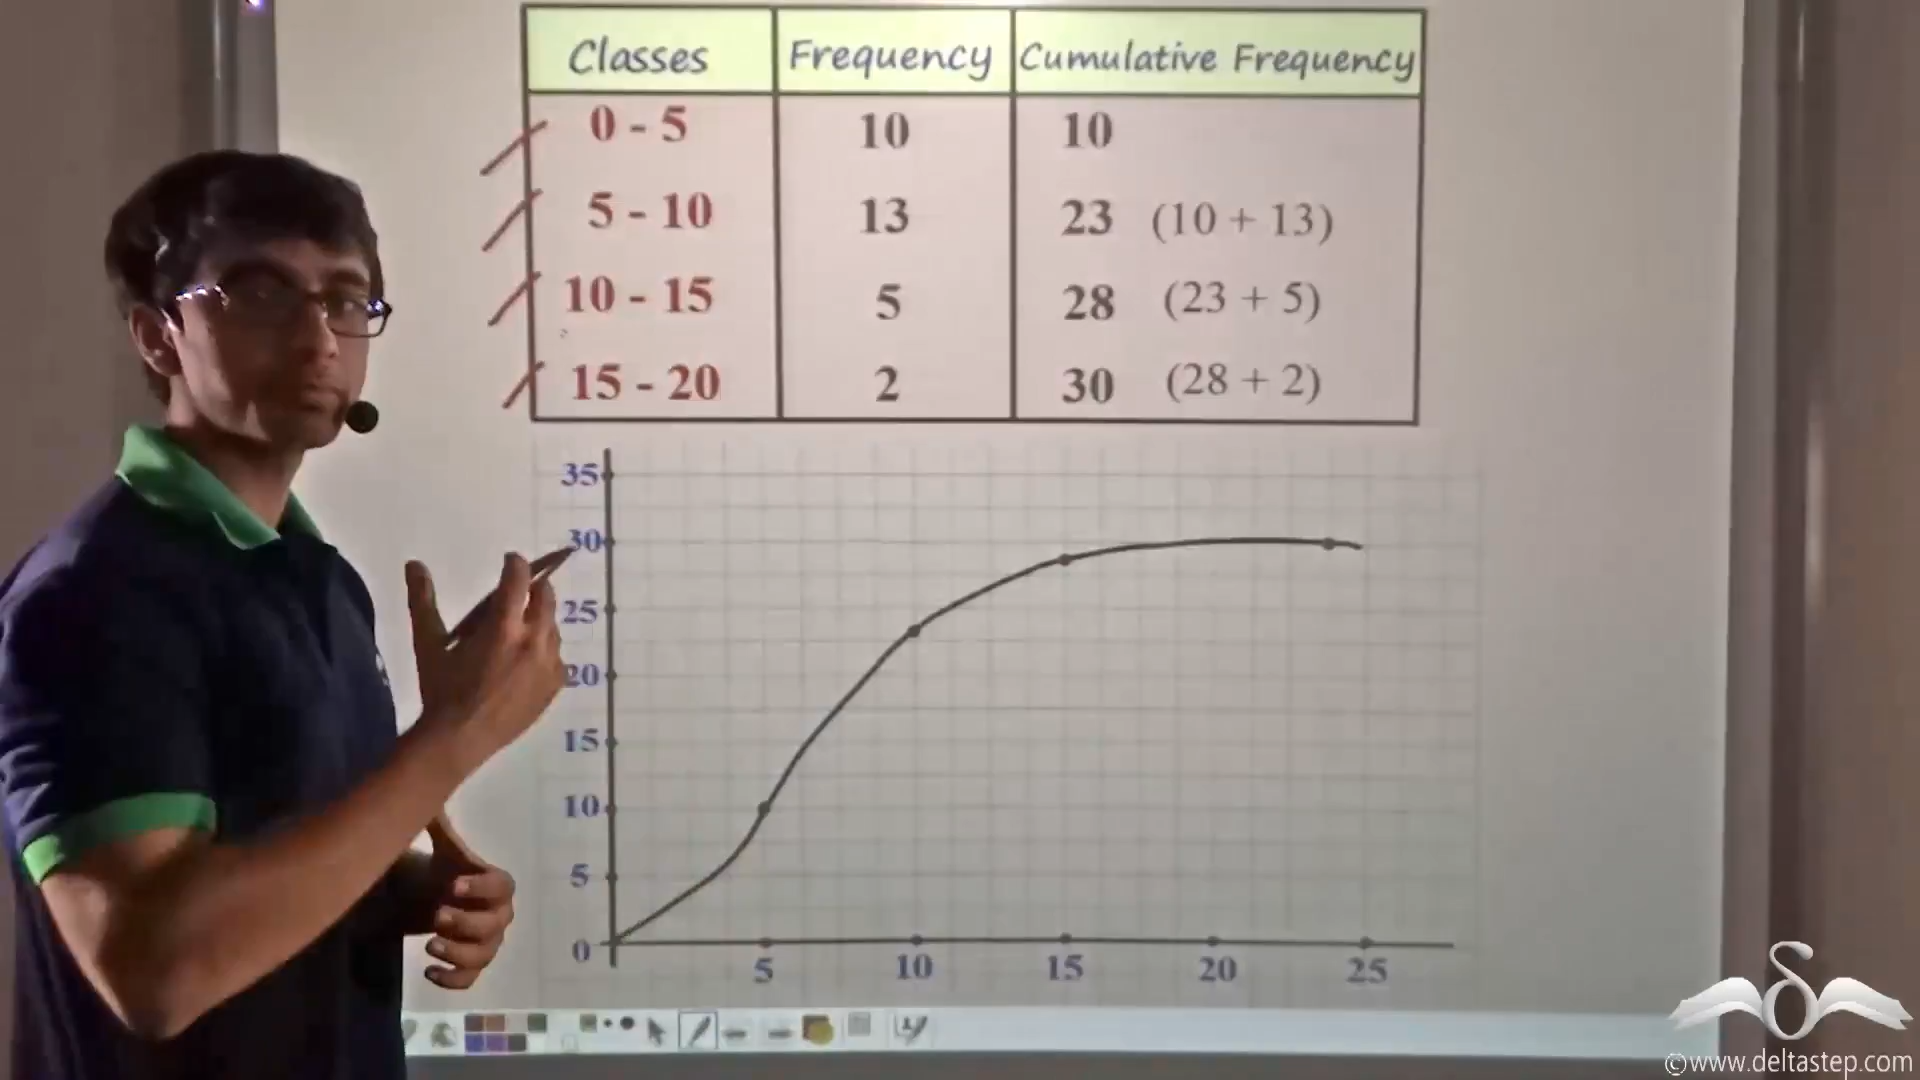 Classes Frequency Cumulative Frequency
0 - 5 10 10
5 - 10 13 23 (10 + 13)
10 - 15 5 28 (23 + 5)
15 - 20 2 30 (28 + 2)
35
30
25
20
15
10
5
0
5 10 15 20 25
©www.deltastep.com